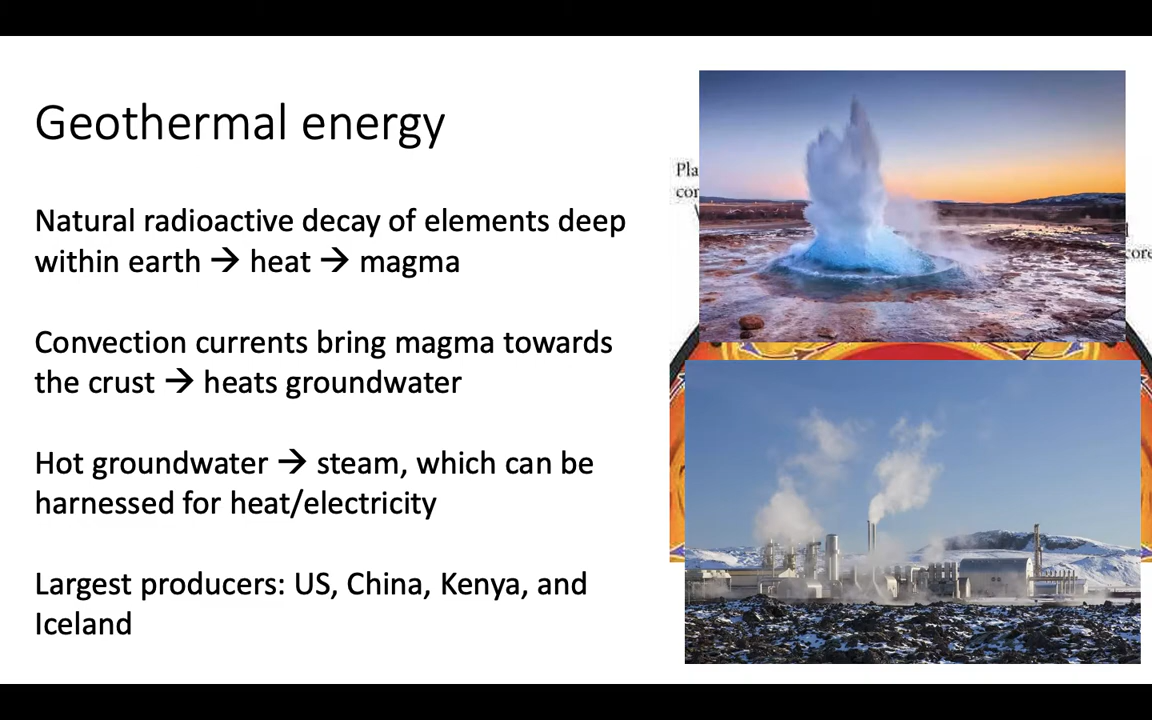 Geothermal energy
Natural radioactive decay of elements deep
within earth → heat → magma
Convection currents bring magma towards
the crust → heats groundwater
Hot groundwater → steam, which can be
harnessed for heat/electricity
Largest producers: US, China, Kenya, and
Iceland